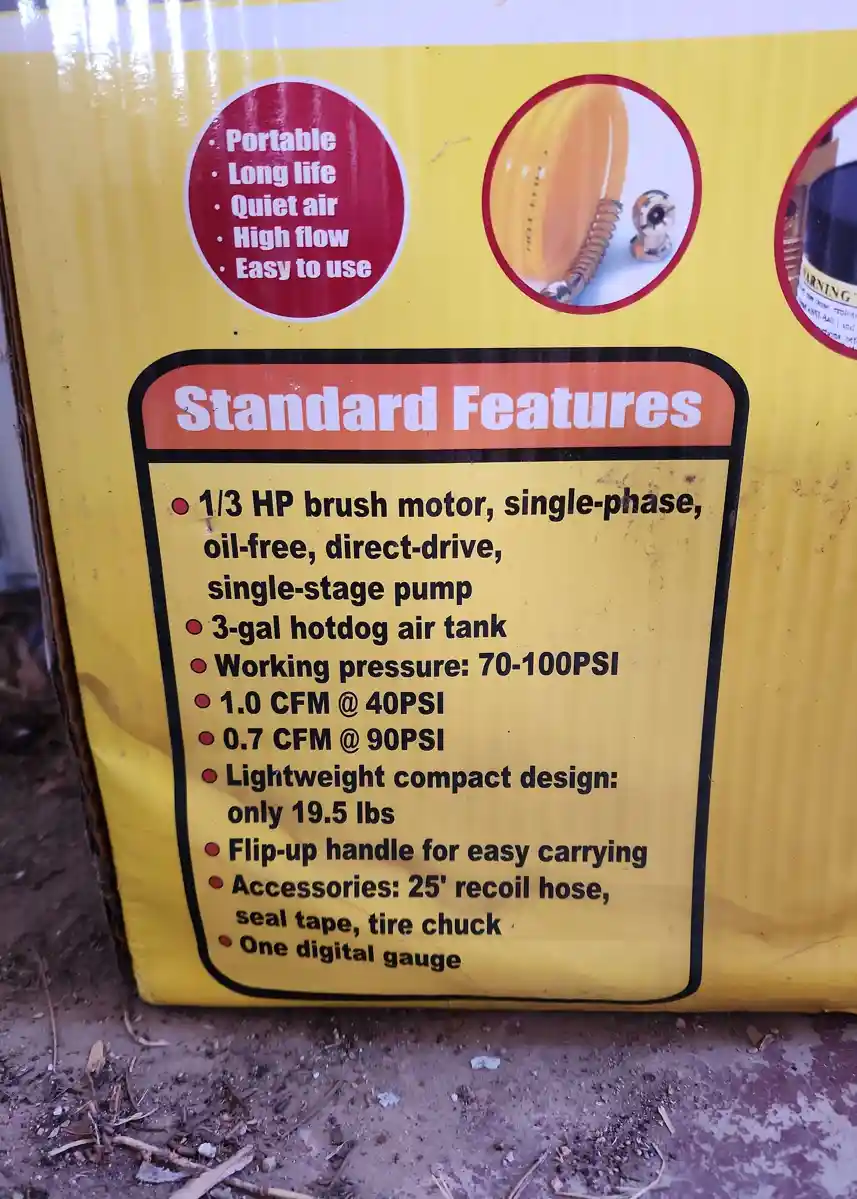 · Portable
· Long life
· Quiet air
· High flow
· Easy to use
WARNING
Standard Features
• 1/3 HP brush motor, single-phase,
oil-free, direct-drive,
single-stage pump
• 3-gal hotdog air tank
• Working pressure: 70-100PSI
• 1.0 CFM @ 40PSI
• 0.7 CFM @ 90PSI
• Lightweight compact design:
only 19.5 lbs
• Flip-up handle for easy carrying
• Accessories: 25' recoil hose,
seal tape, tire chuck
• One digital gauge